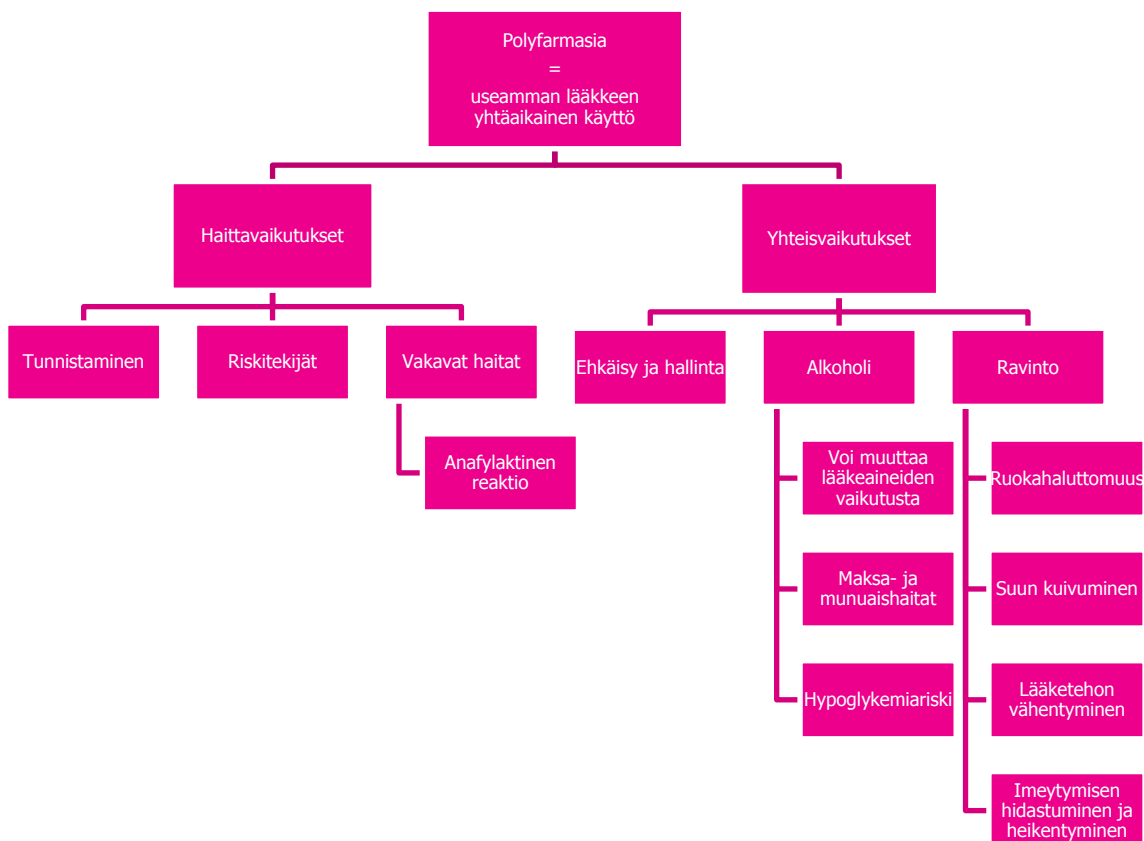 Polyfarmasia
=
useamman lääkkeen
yhtäaikainen käyttö
Haittavaikutukset
Yhteisvaikutukset
Tunnistaminen
Riskitekijät
Vakavat haitat
Ehkäisy ja hallinta
Alkoholi
Ravinto
Anafylaktinen
reaktio
Voi muuttaa
lääkeaineiden
vaikutusta
Ruokahaluttomuus
Maksa- ja
munuaishaitat
Suun kuivuminen
Hypoglykemiariski
Lääketehon
vähentyminen
Imeytymisen
hidastuminen ja
heikentyminen